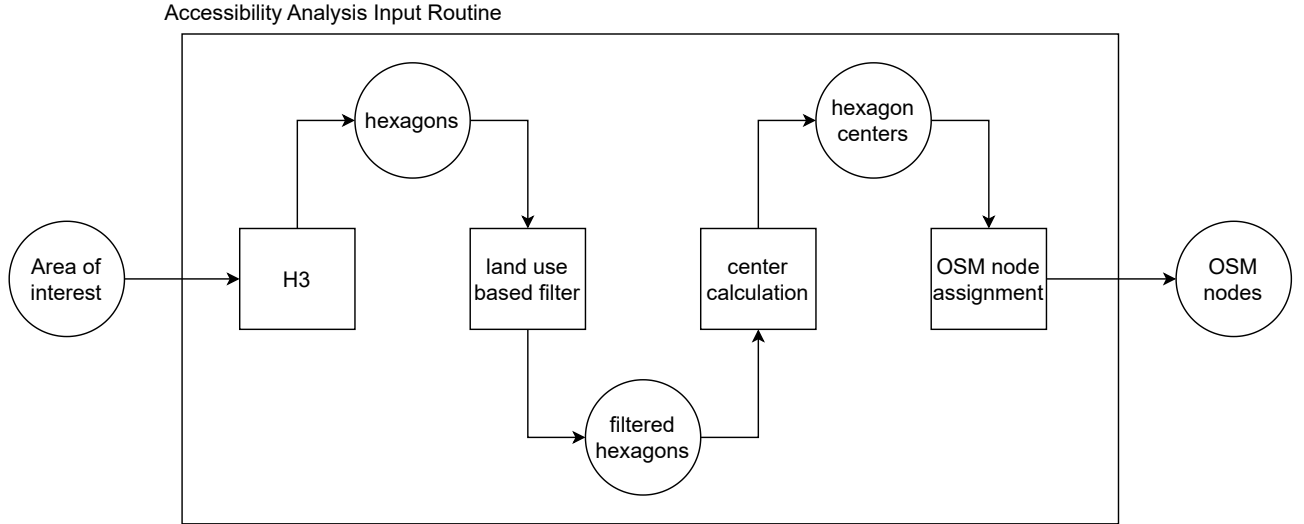 Accessibility Analysis Input Routine
hexagons
hexagon
centers
Area of
interest
H3
land use
based filter
center
calculation
OSM node
assignment
OSM
nodes
filtered
hexagons